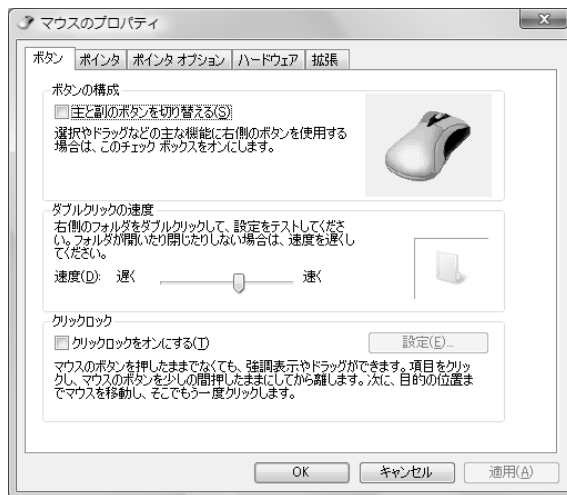 マウスのプロパティ
ボタン ポインタ ポインタ オプション ハードウェア 拡張
ボタンの構成
主と副のボタンを切り替える(S)
選択やドラッグなどの主な機能に右側のボタンを使用する
場合は、このチェック ボックスをオンにします。
ダブルクリックの速度
右側のフォルダをダブルクリックして、設定をテストしてくださ
い。フォルダが開いたり閉じたりしない場合は、速度を遅くし
てください。
速度(D): 遅く 速く
クリックロック
クリックロックをオンにする(T)
設定(E)...
マウスのボタンを押したままでなくても、強調表示やドラッグができます。項目をクリッ
クし、マウスのボタンを少しの間押したままにしてから離します。次に、目的の位置ま
でマウスを移動し、そこでもう一度クリックします。
OK キャンセル 適用(A)